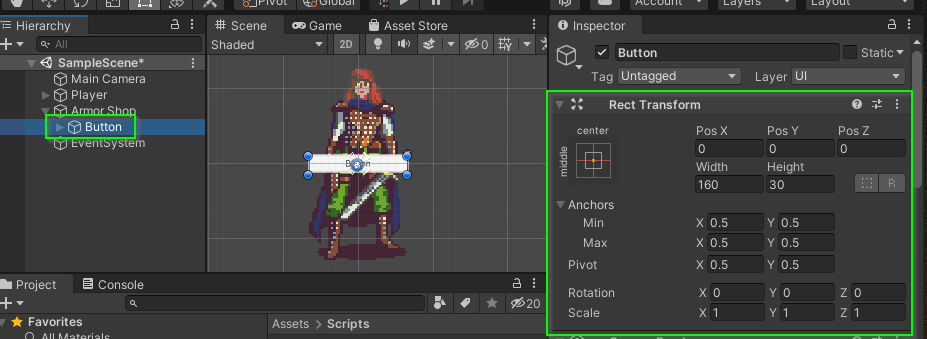 Pivot Global Account Layers Layout
Hierarchy
All
SampleScene*
Main Camera
Player
Armor Shop
Button
EventSystem
Scene Game Asset Store
Shaded 2D 0
Button
Inspector
Button Static
Tag Untagged Layer UI
Rect Transform
center
middle
Pos X Pos Y Pos Z
0 0 0
Width Height
160 30
R
Anchors
Min X 0.5 Y 0.5
Max X 0.5 Y 0.5
Pivot X 0.5 Y 0.5
Rotation X 0 Y 0 Z 0
Scale X 1 Y 1 Z 1
Project Console
20
Favorites
All Materials
Assets > Scripts